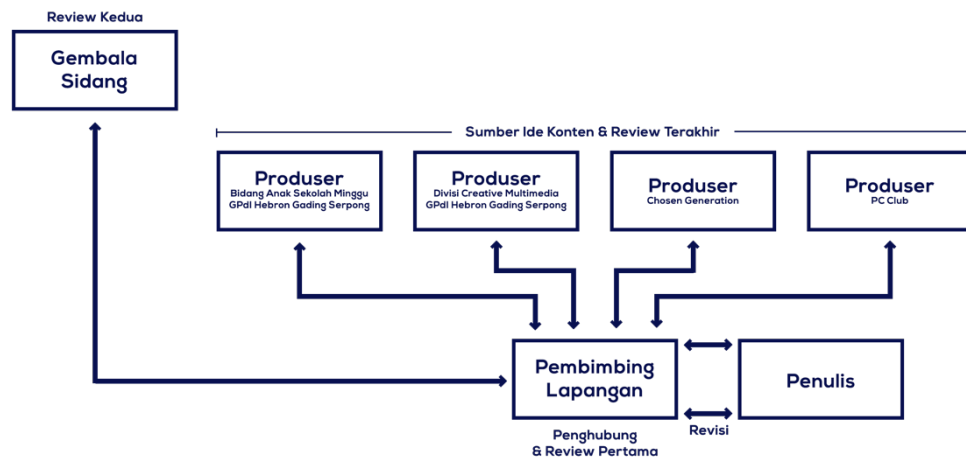 Review Kedua
Gembala
Sidang
Sumber Ide Konten & Review Terakhir
Produser
Bidang Anak Sekolah Minggu
GPdI Hebron Gading Serpong
Produser
Divisi Creative Multimedia
GPdI Hebron Gading Serpong
Produser
Chosen Generation
Produser
PC Club
Pembimbing
Lapangan
Penulis
Revisi
Penghubung
& Review Pertama